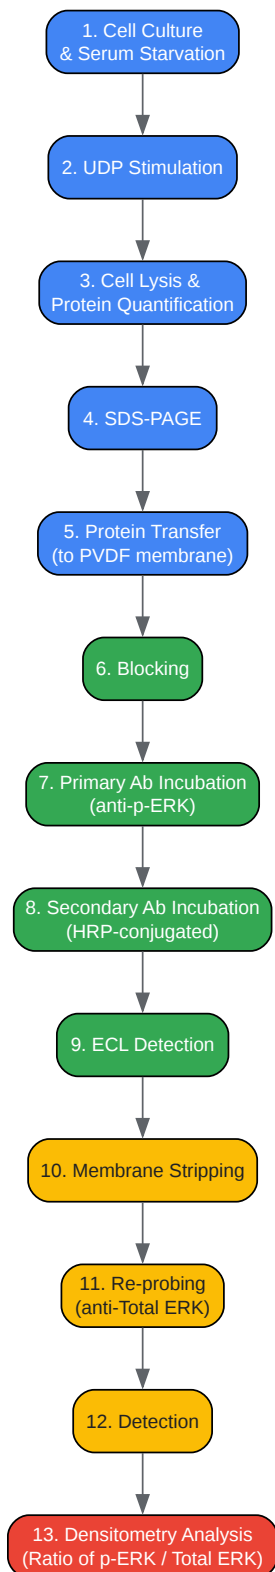 1. Cell Culture
& Serum Starvation
2. UDP Stimulation
3. Cell Lysis &
Protein Quantification
4. SDS-PAGE
5. Protein Transfer
(to PVDF membrane)
6. Blocking
7. Primary Ab Incubation
(anti-p-ERK)
8. Secondary Ab Incubation
(HRP-conjugated)
9. ECL Detection
10. Membrane Stripping
11. Re-probing
(anti-Total ERK)
12. Detection
13. Densitometry Analysis
(Ratio of p-ERK / Total ERK)